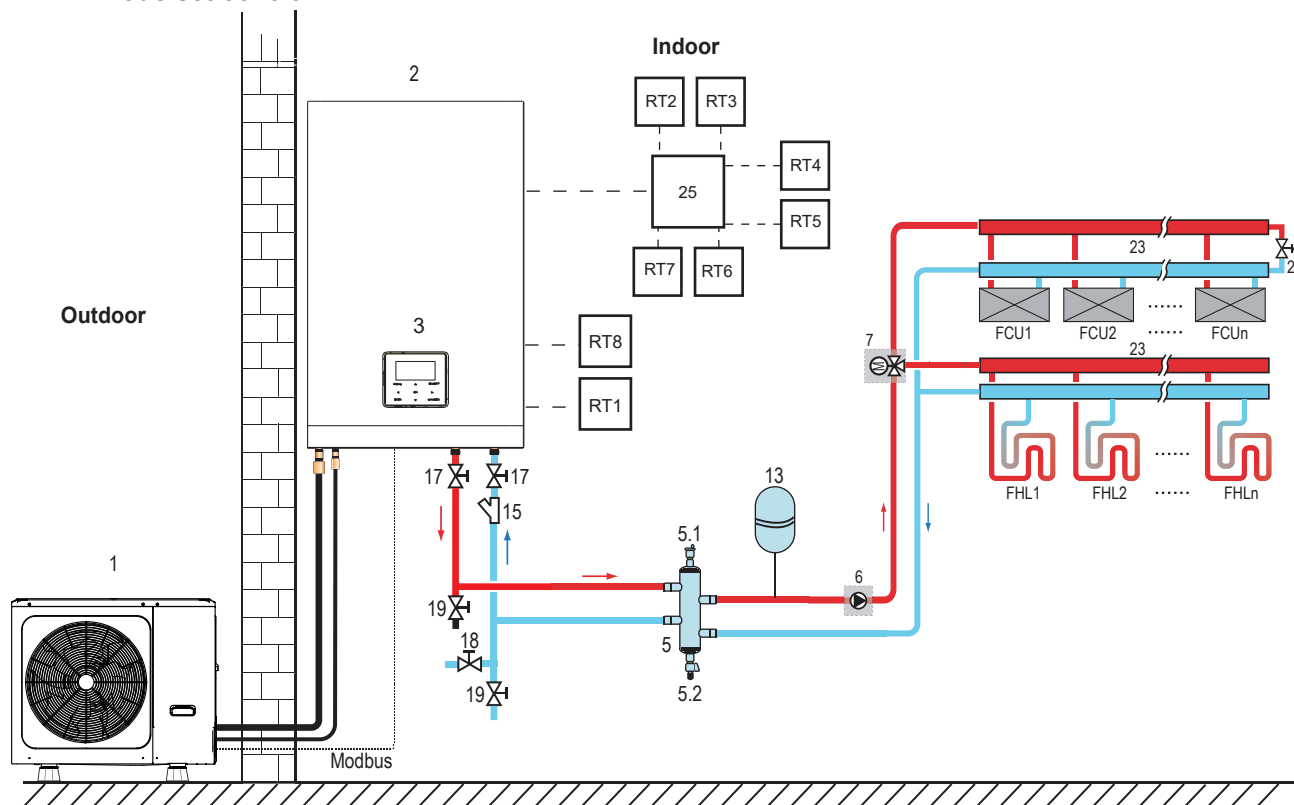 Indoor
2
RT2
RT3
RT4
25
RT5
RT7
RT6
23
2
Outdoor
FCU1
FCU2
......
......
FCUn
3
RT8
7
23
RT1
17
17
13
FHL1
FHL2
......
......
FHLn
15
5.1
1
6
19
18
5
19
5.2
Modbus